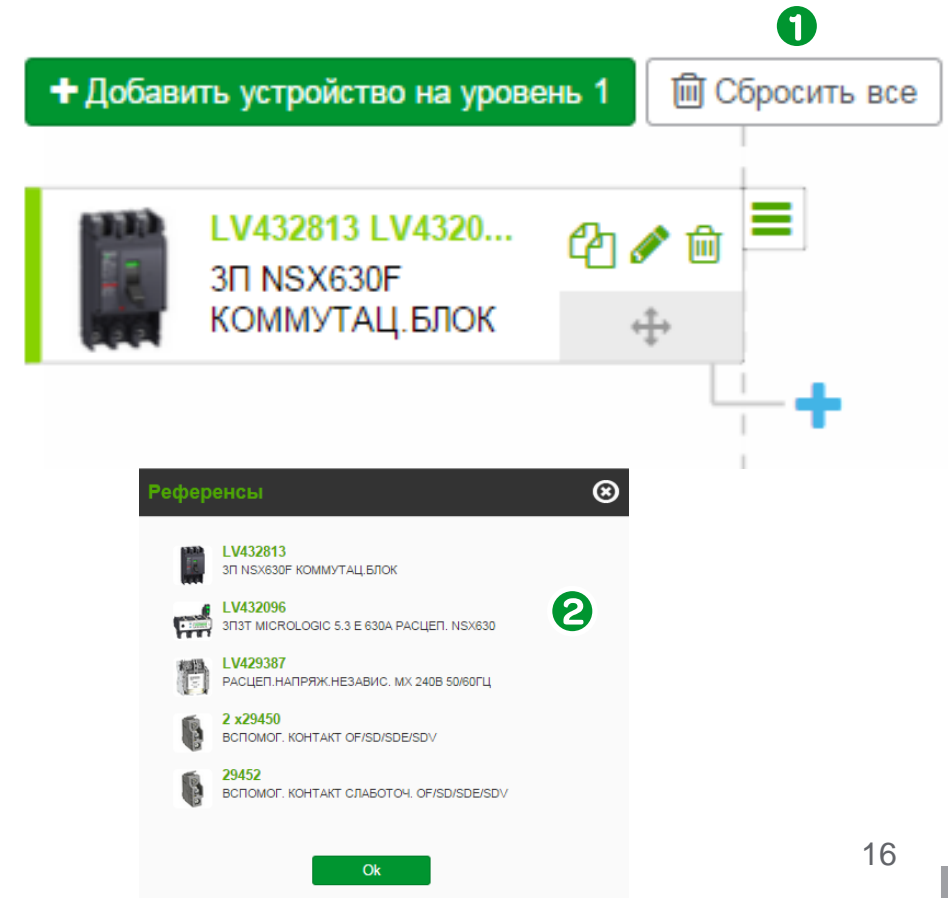 1
Добавить устройство на уровень 1
Сбросить все
LV432813 LV4320...
3П NSX630F
КОММУТАЦ.БЛОК
Референсы
LV432813
3П NSX630F КОММУТАЦ.БЛОК
LV432096
3П3Т MICROLOGIC 5.3 E 630A РАСЦЕП. NSX630
2
LV429387
РАСЦЕП.НАПРЯЖ.НЕЗАВИС. MX 240В 50/60ГЦ
2 x29450
ВСПОМОГ. КОНТАКТ OF/SD/SDE/SDV
29452
ВСПОМОГ. КОНТАКТ СЛАБОТОЧ. OF/SD/SDE/SDV
Ok
16